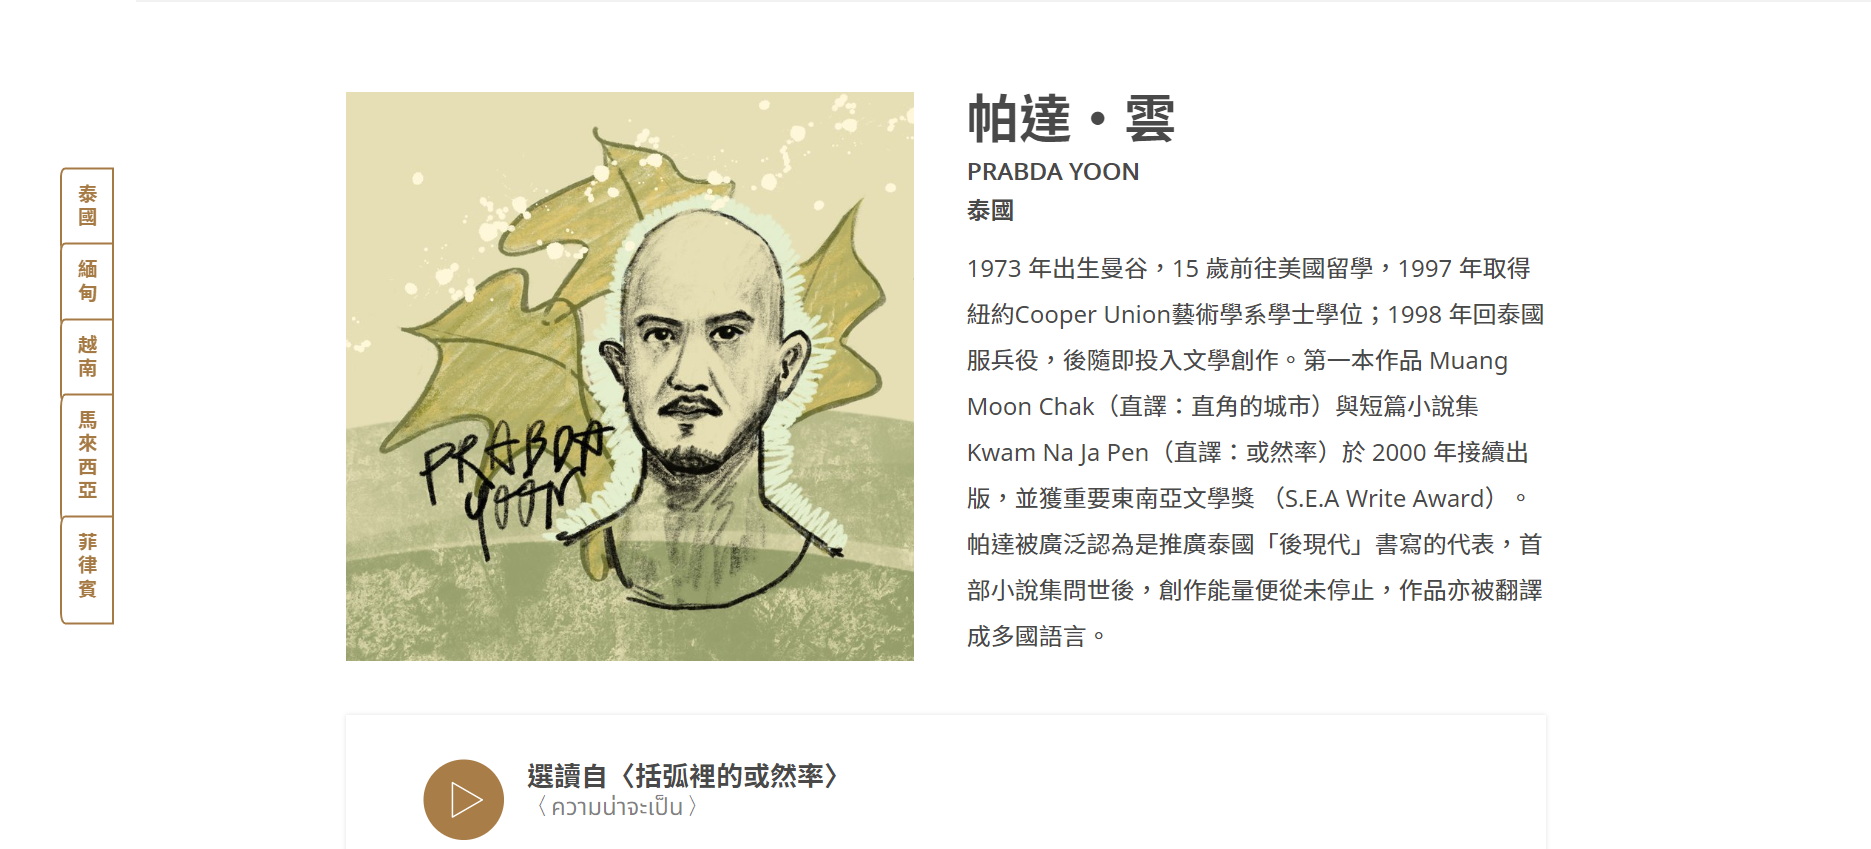 泰國
緬甸
越南
馬來西亞
菲律賓
PRABDA
YOON
帕達・雲
PRABDA YOON
泰國
1973 年出生曼谷，15 歲前往美國留學，1997 年取得
紐約Cooper Union藝術學系學士學位；1998 年回泰國
服兵役，後隨即投入文學創作。第一本作品 Muang
Moon Chak（直譯：直角的城市）與短篇小說集
Kwam Na Ja Pen（直譯：或然率）於 2000 年接續出
版，並獲重要東南亞文學獎 （S.E.A Write Award）。
帕達被廣泛認為是推廣泰國「後現代」書寫的代表，首
部小說集問世後，創作能量便從未停止，作品亦被翻譯
成多國語言。
選讀自〈括弧裡的或然率〉
〈 ความน่าจะเป็น 〉